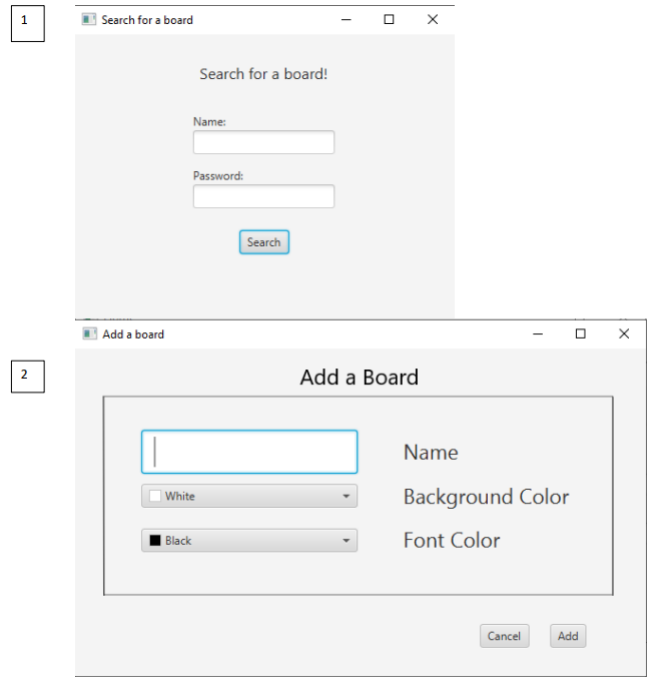 1
Search for a board
Search for a board!
Name:
Password:
Search
Add a board
2
Add a Board
Name
White
Background Color
Black
Font Color
Cancel Add